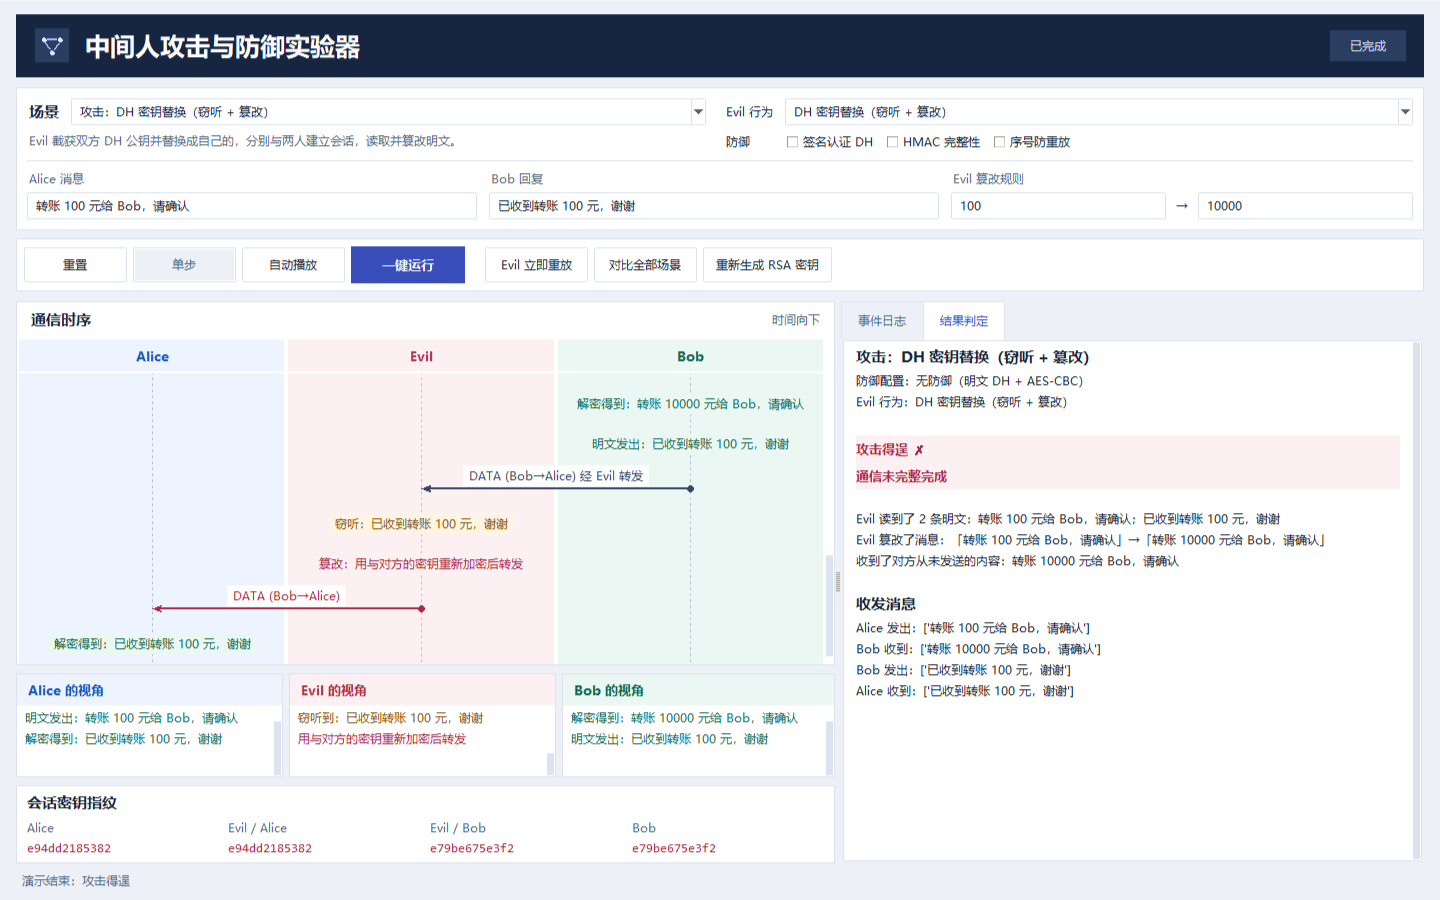 中间人攻击与防御实验器
已完成
场景 攻击：DH 密钥替换（窃听 + 篡改） Evil 行为 DH 密钥替换（窃听 + 篡改）
Evil 截获双方 DH 公钥并替换成自己的，分别与两人建立会话，读取并篡改明文。 防御 签名认证 DH HMAC 完整性 序号防重放
Alice 消息 Bob 回复 Evil 篡改规则
转账 100 元给 Bob，请确认 已收到转账 100 元，谢谢 100 → 10000
重置 单步 自动播放 一键运行 Evil 立即重放 对比全部场景 重新生成 RSA 密钥
通信时序 时间向下
Alice Evil Bob
解密得到：转账 10000 元给 Bob，请确认
明文发出：已收到转账 100 元，谢谢
DATA (Bob→Alice) 经 Evil 转发
窃听：已收到转账 100 元，谢谢
篡改：用与对方的密钥重新加密后转发
DATA (Bob→Alice)
解密得到：已收到转账 100 元，谢谢
Alice 的视角
明文发出：转账 100 元给 Bob，请确认
解密得到：已收到转账 100 元，谢谢
Evil 的视角
窃听到：已收到转账 100 元，谢谢
用与对方的密钥重新加密后转发
Bob 的视角
解密得到：转账 10000 元给 Bob，请确认
明文发出：已收到转账 100 元，谢谢
会话密钥指纹
Alice Evil / Alice Evil / Bob Bob
e94dd2185382 e94dd2185382 e79be675e3f2 e79be675e3f2
演示结束：攻击得逞
事件日志 结果判定
攻击：DH 密钥替换（窃听 + 篡改）
防御配置：无防御（明文 DH + AES-CBC）
Evil 行为：DH 密钥替换（窃听 + 篡改）
攻击得逞 ✗
通信未完整完成
Evil 读到了 2 条明文：转账 100 元给 Bob，请确认；已收到转账 100 元，谢谢
Evil 篡改了消息：「转账 100 元给 Bob，请确认」→「转账 10000 元给 Bob，请确认」
收到了对方从未发送的内容：转账 10000 元给 Bob，请确认
收发消息
Alice 发出：['转账 100 元给 Bob，请确认']
Bob 收到：['转账 10000 元给 Bob，请确认']
Bob 发出：['已收到转账 100 元，谢谢']
Alice 收到：['已收到转账 100 元，谢谢']